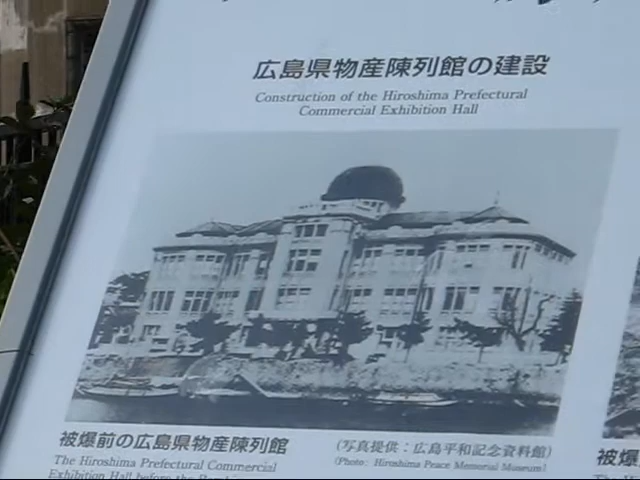 広島県物産陳列館の建設
Construction of the Hiroshima Prefectural
Commercial Exhibition Hall
被爆前の広島県物産陳列館
The Hiroshima Prefectural Commercial
Exhibition Hall before the
(写真提供：広島平和記念資料館)
(Photo: Hiroshima Peace Memorial Museum)
被爆